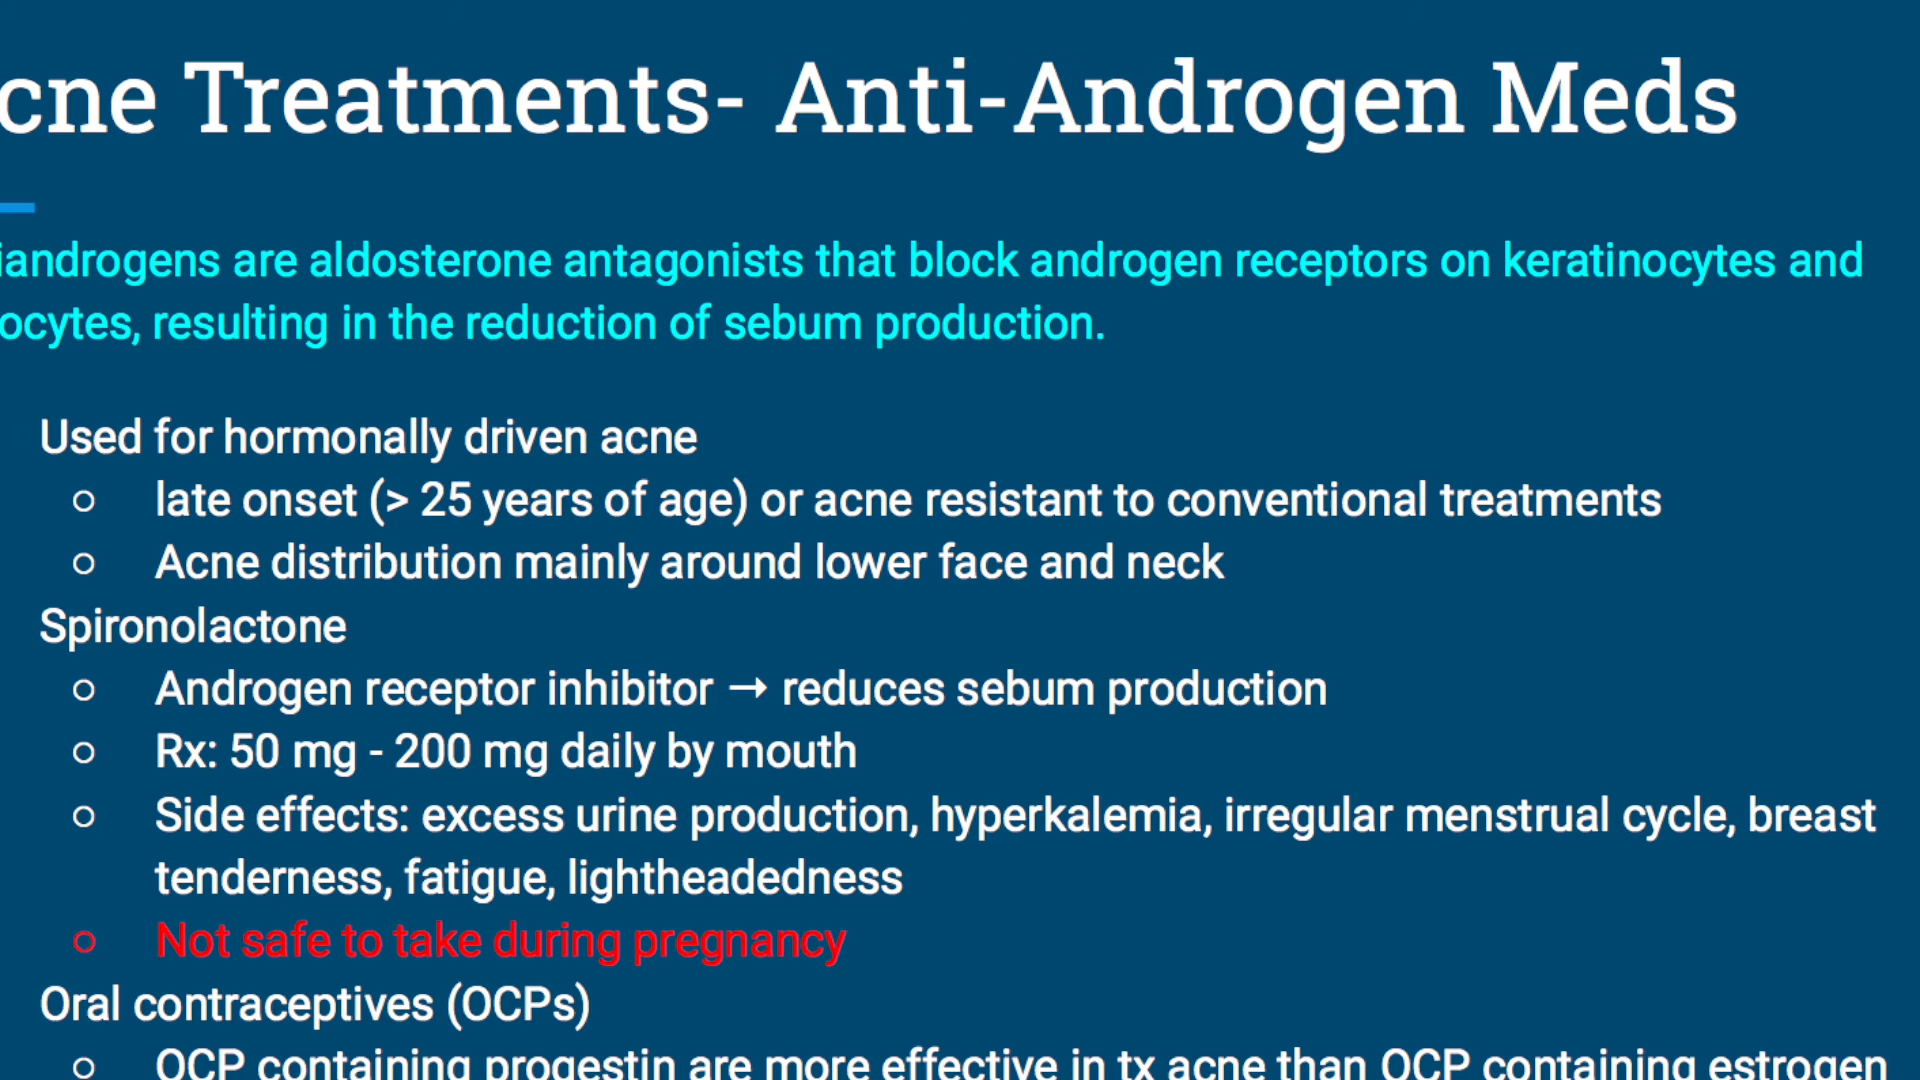 cne Treatments- Anti-Androgen Meds
iandrogens are aldosterone antagonists that block androgen receptors on keratinocytes and
ocytes, resulting in the reduction of sebum production.
Used for hormonally driven acne
○ late onset (> 25 years of age) or acne resistant to conventional treatments
○ Acne distribution mainly around lower face and neck
Spironolactone
○ Androgen receptor inhibitor → reduces sebum production
○ Rx: 50 mg - 200 mg daily by mouth
○ Side effects: excess urine production, hyperkalemia, irregular menstrual cycle, breast
tenderness, fatigue, lightheadedness
○ Not safe to take during pregnancy
Oral contraceptives (OCPs)
○ OCP containing progestin are more effective in tx acne than OCP containing estrogen